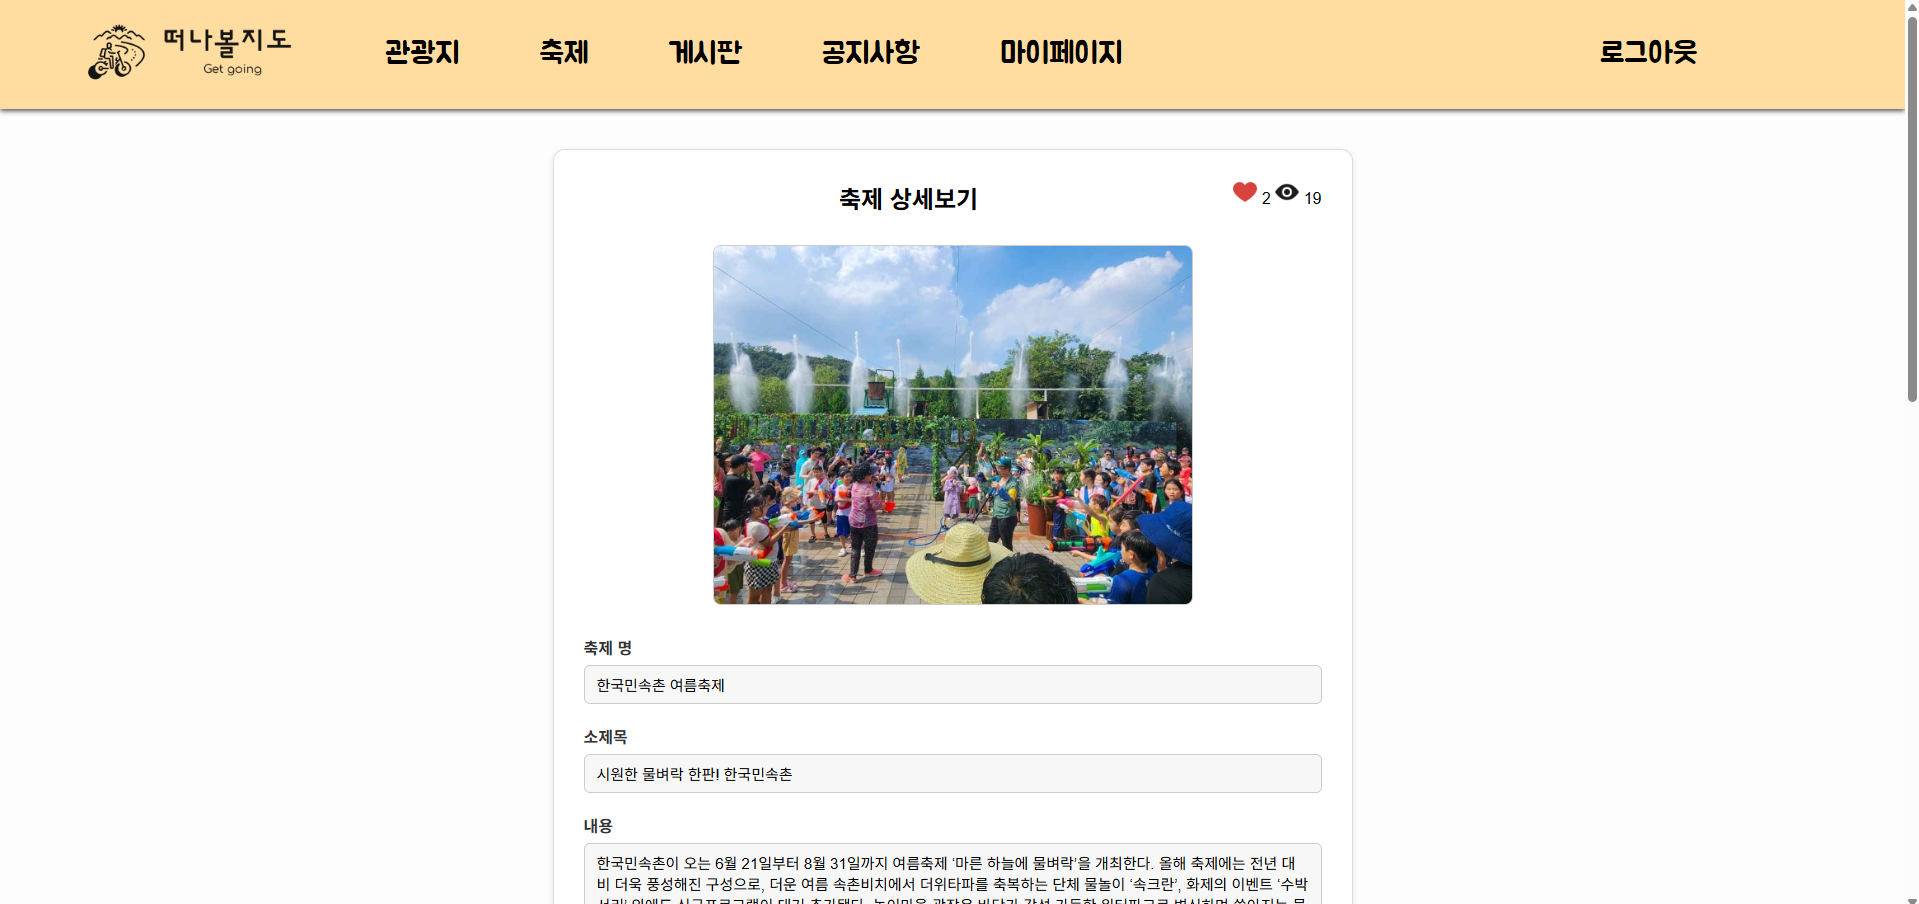 떠나볼지도
Get going
관광지
축제
게시판
공지사항
마이페이지
로그아웃
축제 상세보기
2
19
축제 명
한국민속촌 여름축제
소제목
시원한 물벼락 한판! 한국민속촌
내용
한국민속촌이 오는 6월 21일부터 8월 31일까지 여름축제 ‘마른 하늘에 물벼락’을 개최한다. 올해 축제에는 전년 대
비 더욱 풍성해진 구성으로, 더운 여름 속촌비치에서 더위타파를 축복하는 단체 물놀이 ‘속크란’, 화제의 이벤트 ‘수박